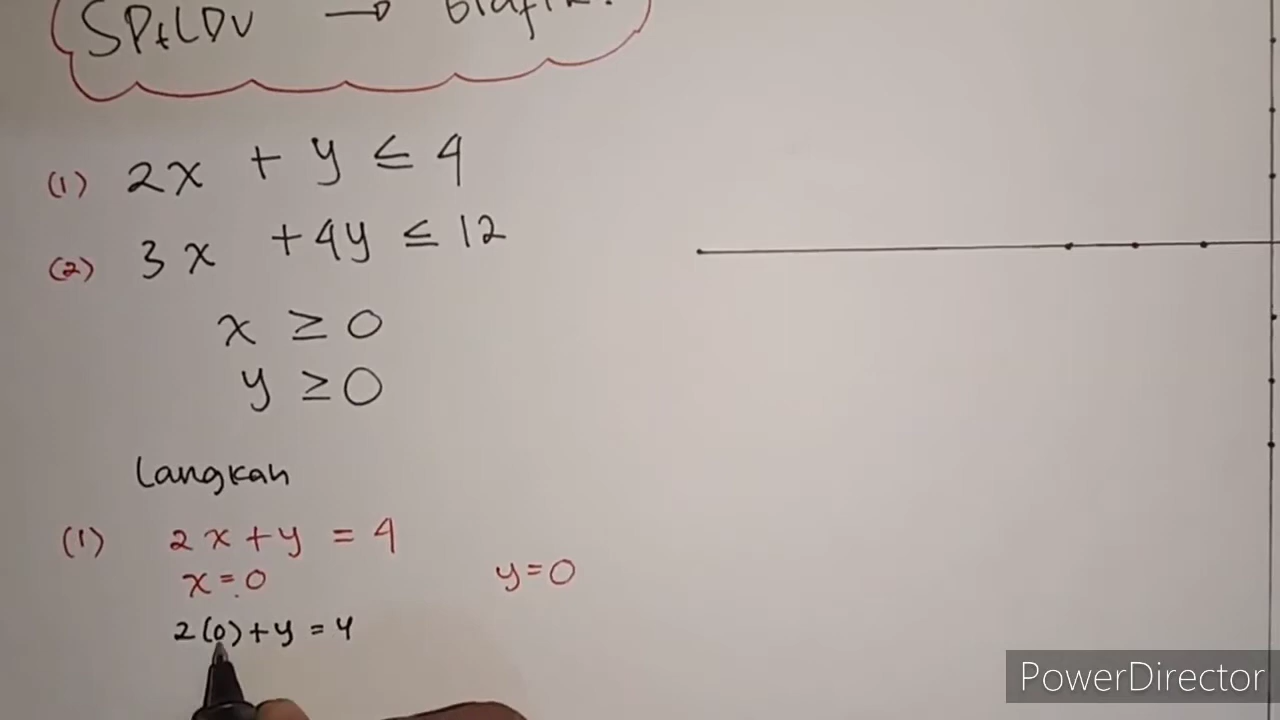 SPtLDV →
(1) 2x + y ≤ 4
(2) 3x + 4y ≤ 12
x ≥ 0
y ≥ 0
Langkah
(1) 2x + y = 4
x = 0 y = 0
2(0) + y = 4
PowerDirector